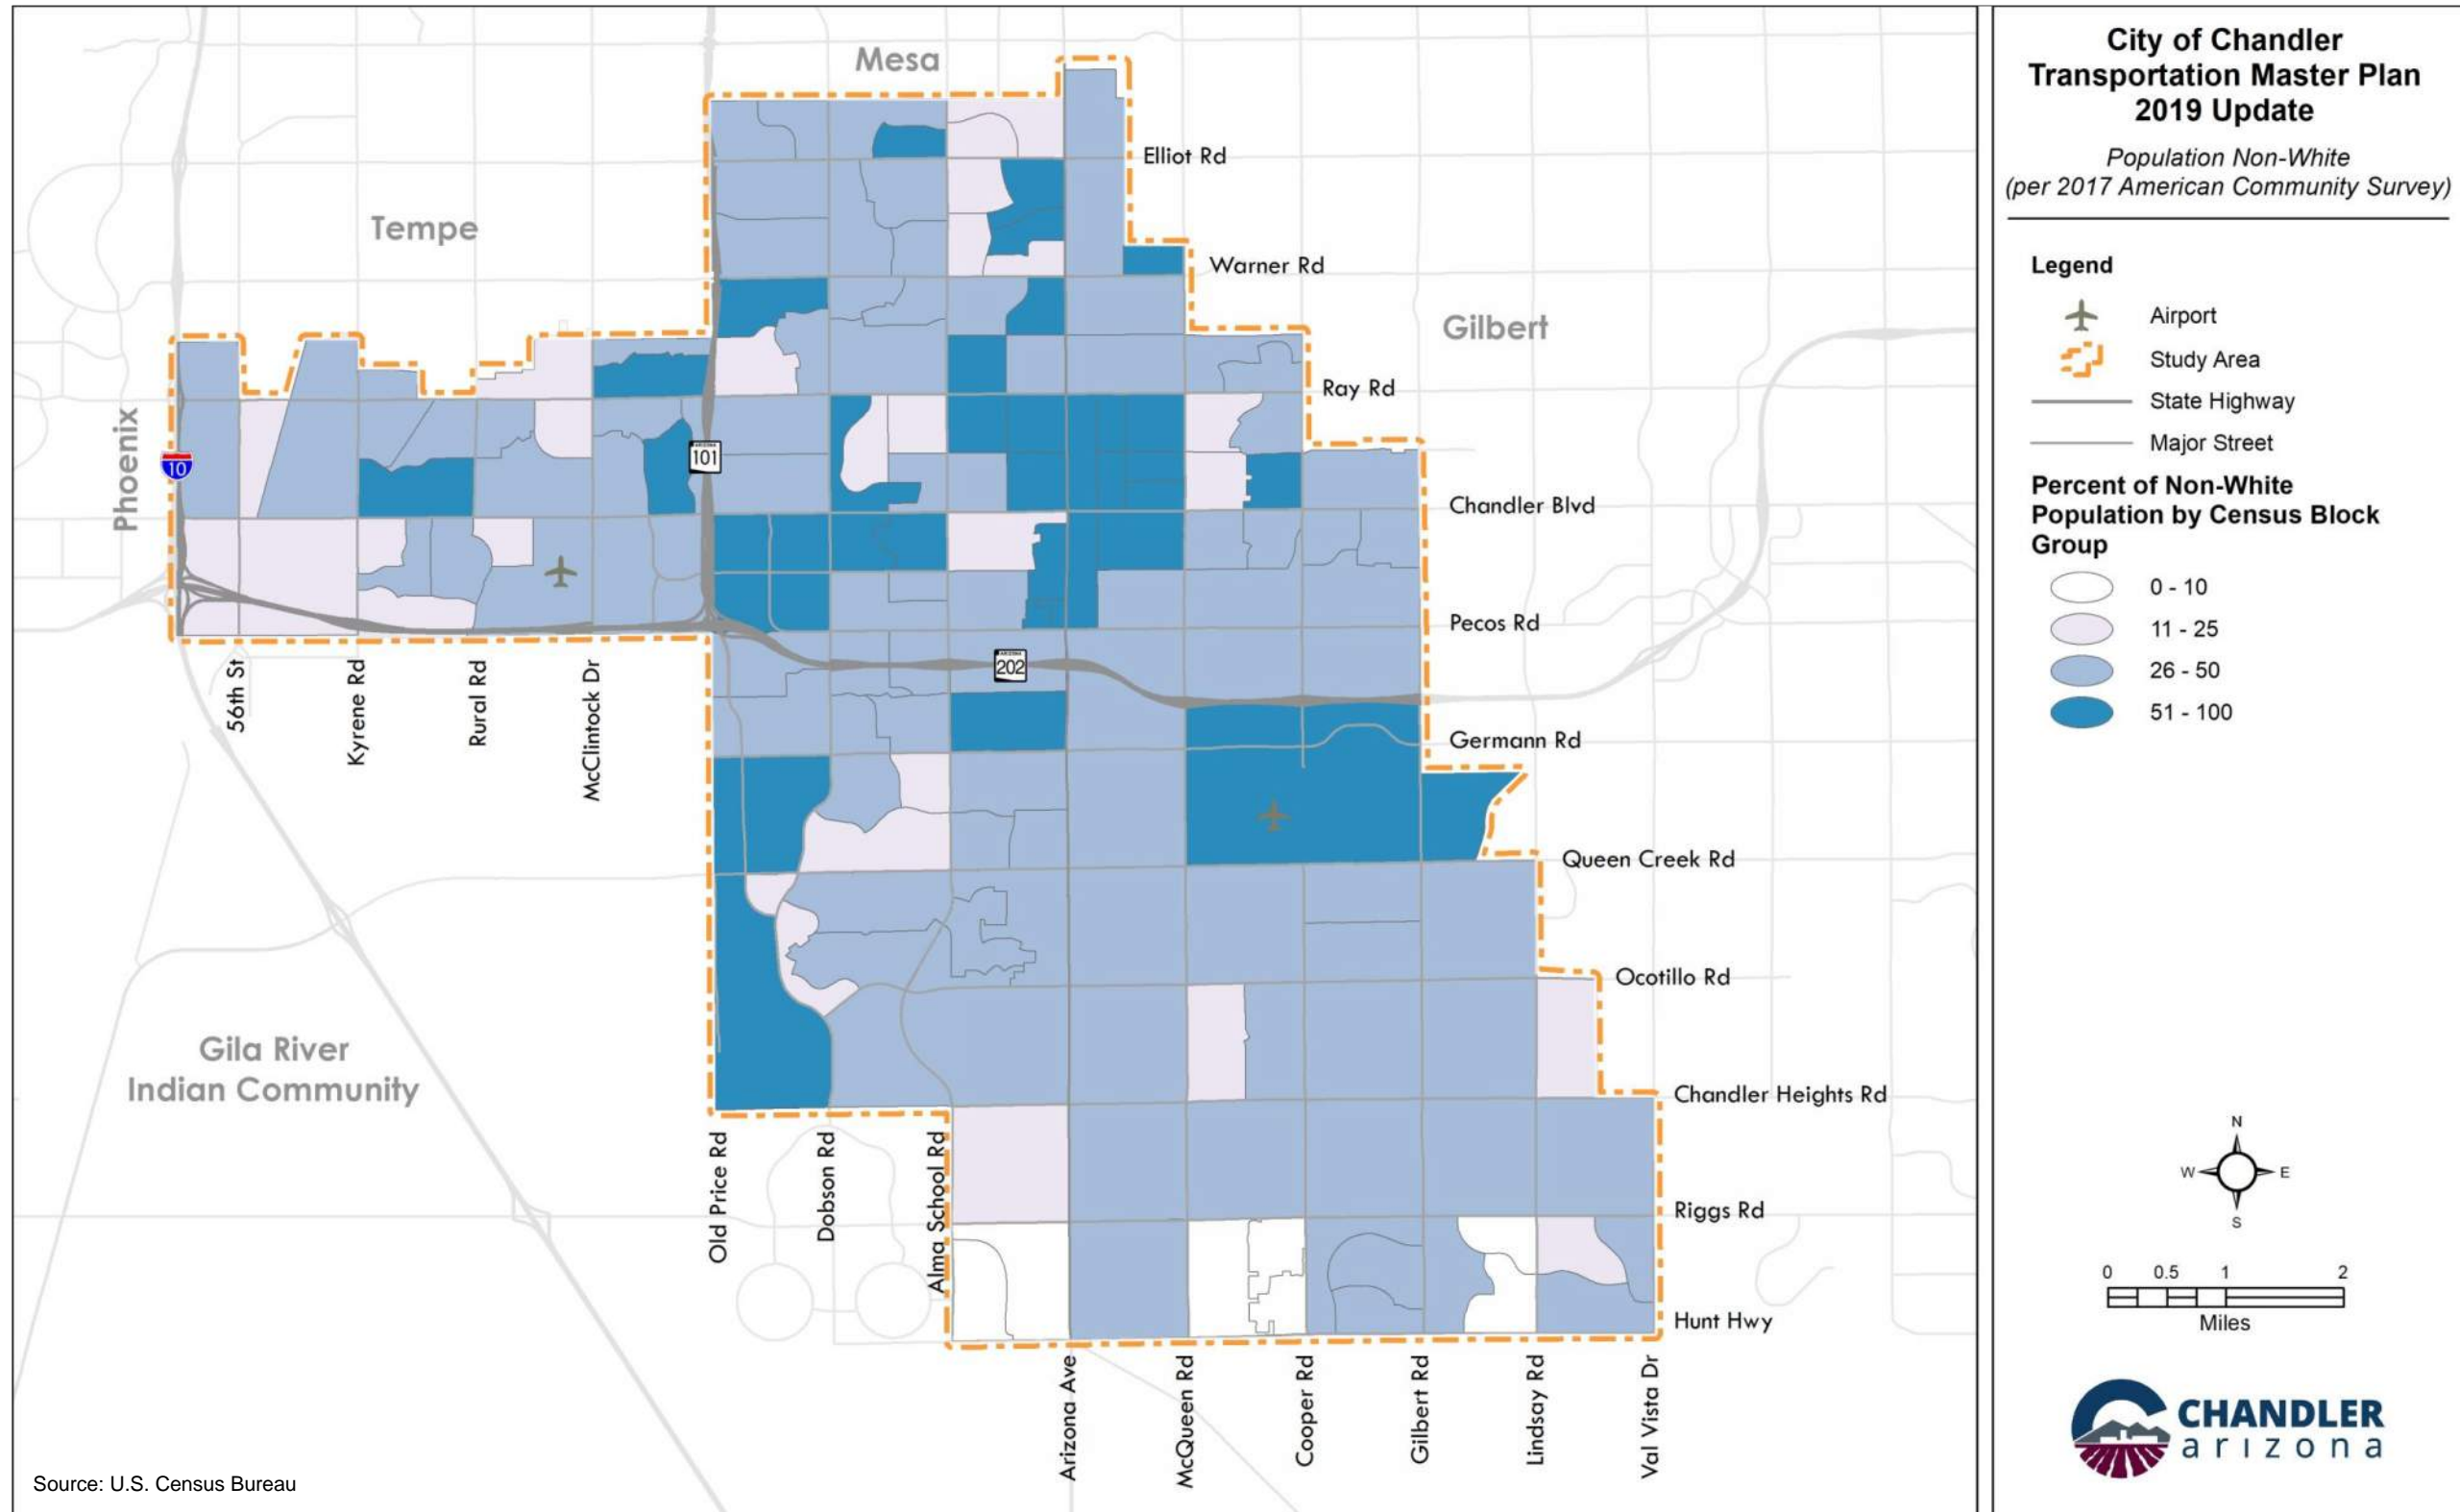 Mesa
Tempe
Gilbert
Phoenix
Gila River
Indian Community
Elliot Rd
Warner Rd
Ray Rd
Chandler Blvd
Pecos Rd
Germann Rd
Queen Creek Rd
Ocotillo Rd
Chandler Heights Rd
Riggs Rd
Hunt Hwy
10
ARIZONA
101
ARIZONA
202
56th St
Kyrene Rd
Rural Rd
McClintock Dr
Old Price Rd
Dobson Rd
Alma School Rd
Arizona Ave
McQueen Rd
Cooper Rd
Gilbert Rd
Lindsay Rd
Val Vista Dr
Source: U.S. Census Bureau
City of Chandler
Transportation Master Plan
2019 Update
Population Non-White
(per 2017 American Community Survey)
Legend
Airport
Study Area
State Highway
Major Street
Percent of Non-White
Population by Census Block
Group
0 - 10
11 - 25
26 - 50
51 - 100
N
W E
S
0 0.5 1 2
Miles
CHANDLER
arizona